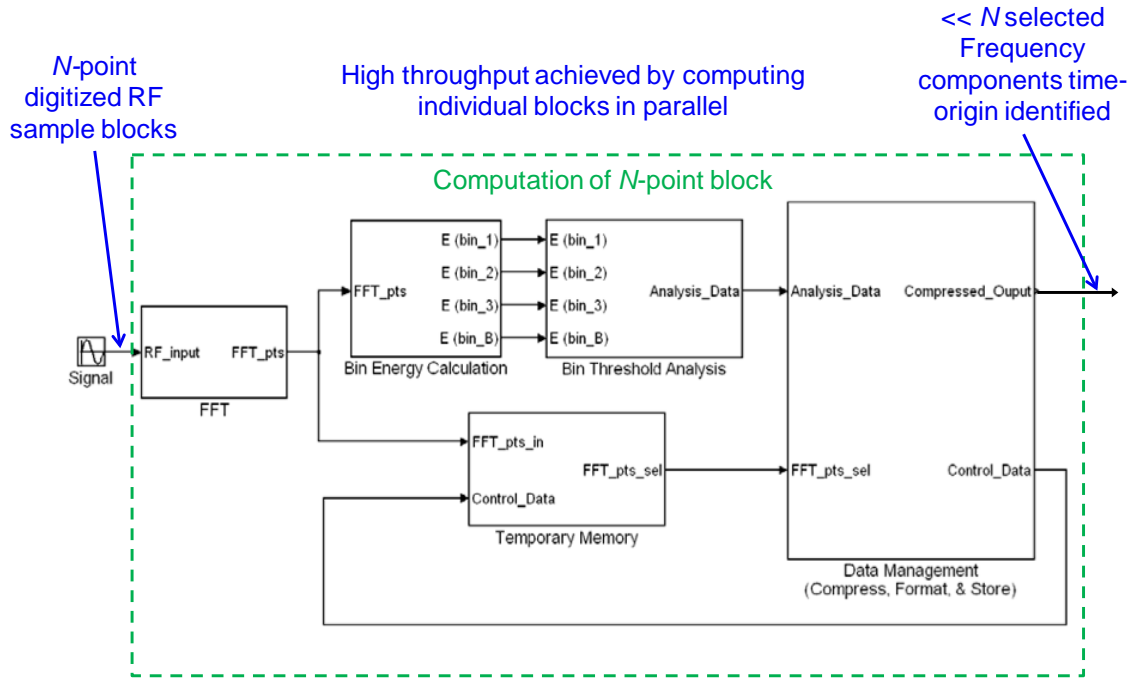 N-point
digitized RF
sample blocks
High throughput achieved by computing
individual blocks in parallel
<< N selected
Frequency
components time-
origin identified
Computation of N-point block
Signal
RF_input
FFT_pts
FFT
FFT_pts
E (bin_1)
E (bin_2)
E (bin_3)
E (bin_B)
Bin Energy Calculation
E (bin_1)
E (bin_2)
E (bin_3)
E (bin_B)
Analysis_Data
Bin Threshold Analysis
FFT_pts_in
Control_Data
FFT_pts_sel
Temporary Memory
Analysis_Data
Compressed_Ouput
FFT_pts_sel
Control_Data
Data Management
(Compress, Format, & Store)